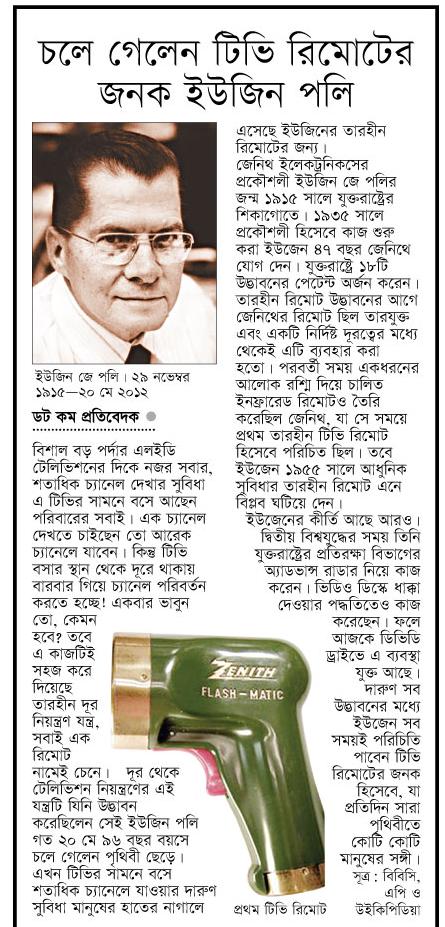 চলে গেলেন টিভি রিমোটের
জনক ইউজিন পলি
ইউজিন জে পলি। ২৯ নভেম্বর
১৯১৫—২০ মে ২০১২
ডট কম প্রতিবেদক
বিশাল বড় পর্দার এলইডি
টেলিভিশনের দিকে নজর সবার,
শতাধিক চ্যানেল দেখার সুবিধা
এ টিভির সামনে বসে আছেন
পরিবারের সবাই। এক চ্যানেল
দেখতে চাইছেন তো আরেক
চ্যানেলে যাবেন। কিন্তু টিভি
বসার স্থান থেকে দূরে থাকায়
বারবার গিয়ে চ্যানেল পরিবর্তন
করতে হচ্ছে! একবার ভাবুন
তো, কেমন
হবে? তবে
এ কাজটিই
সহজ করে
দিয়েছে
তারহীন দূর
নিয়ন্ত্রণ যন্ত্র,
সবাই এক
রিমোট
নামেই চেনে। দূর থেকে
টেলিভিশন নিয়ন্ত্রণের এই
যন্ত্রটি যিনি উদ্ভাবন
করেছিলেন সেই ইউজিন পলি
গত ২০ মে ৯৬ বছর বয়সে
চলে গেলেন পৃথিবী ছেড়ে।
এখন টিভির সামনে বসে
শতাধিক চ্যানেলে যাওয়ার দারুণ
সুবিধা মানুষের হাতের নাগালে
এসেছে ইউজিনের তারহীন
রিমোটের জন্য।
জেনিথ ইলেকট্রনিকসের
প্রকৌশলী ইউজিন জে পলির
জন্ম ১৯১৫ সালে যুক্তরাষ্ট্রের
শিকাগোতে। ১৯৩৫ সালে
প্রকৌশলী হিসেবে কাজ শুরু
করা ইউজেন ৪৭ বছর জেনিথে
যোগ দেন। যুক্তরাষ্ট্রে ১৮টি
উদ্ভাবনের পেটেন্ট অর্জন করেন।
তারহীন রিমোট উদ্ভাবনের আগে
জেনিথের রিমোট ছিল তারযুক্ত
এবং একটি নির্দিষ্ট দূরত্বের মধ্যে
থেকেই এটি ব্যবহার করা
হতো। পরবর্তী সময় একধরনের
আলোক রশ্মি দিয়ে চালিত
ইনফ্রারেড রিমোটও তৈরি
করেছিল জেনিথ, যা সে সময়ে
প্রথম তারহীন টিভি রিমোট
হিসেবে পরিচিত ছিল। তবে
ইউজেন ১৯৫৫ সালে আধুনিক
সুবিধার তারহীন রিমোট এনে
বিপ্লব ঘটিয়ে দেন।
ইউজেনের কীর্তি আছে আরও।
দ্বিতীয় বিশ্বযুদ্ধের সময় তিনি
যুক্তরাষ্ট্রের প্রতিরক্ষা বিভাগের
অ্যাডভান্স রাডার নিয়ে কাজ
করেন। ভিডিও ডিস্কে ধাক্কা
দেওয়ার পদ্ধতিতেও কাজ
করেছেন। ফলে
আজকে ডিভিডি
ড্রাইভে এ ব্যবস্থা
যুক্ত আছে।
দারুণ সব
উদ্ভাবনের মধ্যে
ইউজেন সব
সময়ই পরিচিতি
পাবেন টিভি
রিমোটের জনক
হিসেবে, যা
প্রতিদিন সারা
পৃথিবীতে
কোটি কোটি
মানুষের সঙ্গী।
সূত্র: বিবিসি,
এপি ও
উইকিপিডিয়া
ZENITH
FLASH-MATIC
প্রথম টিভি রিমোট